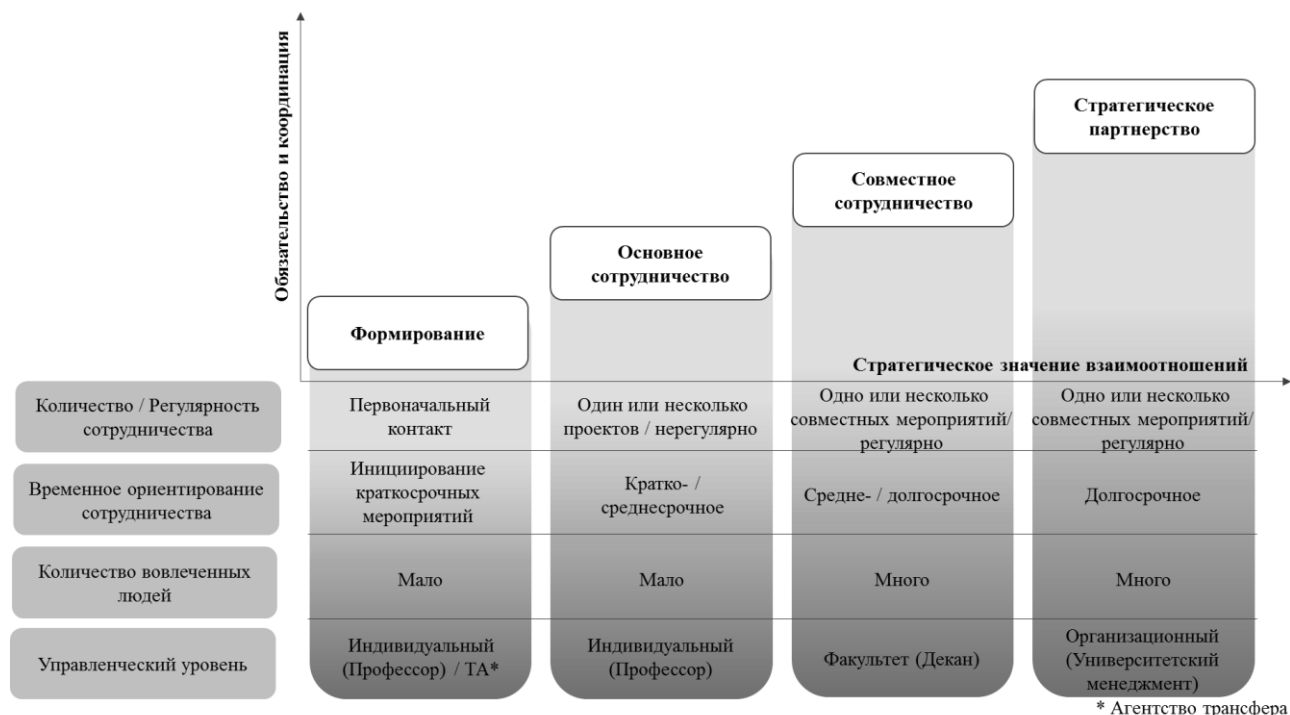 Обязательство и координация
Стратегическое
партнерство
Совместное
сотрудничество
Основное
сотрудничество
Формирование
Стратегическое значение взаимоотношений
Количество / Регулярность
сотрудничества
Первоначальный
контакт
Один или несколько
проектов / нерегулярно
Одно или несколько
совместных мероприятий/
регулярно
Одно или несколько
совместных мероприятий/
регулярно
Временное ориентирование
сотрудничества
Инициирование
краткосрочных
мероприятий
Кратко- /
среднесрочное
Средне- / долгосрочное
Долгосрочное
Количество вовлеченных
людей
Мало
Мало
Много
Много
Управленческий уровень
Индивидуальный
(Профессор) / ТА*
Индивидуальный
(Профессор)
Факультет (Декан)
Организационный
(Университетский
менеджмент)
* Агентство трансфера